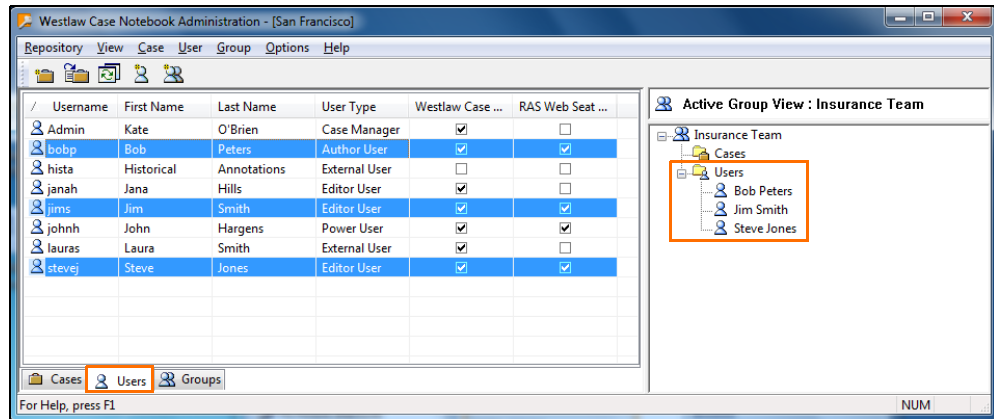 Westlaw Case Notebook Administration - [San Francisco]
Repository View Case User Group Options Help
/ Username First Name Last Name User Type Westlaw Case ... RAS Web Seat ...
Admin Kate O'Brien Case Manager
bobp Bob Peters Author User
hista Historical Annotations External User
janah Jana Hills Editor User
jims Jim Smith Editor User
johnh John Hargens Power User
lauras Laura Smith External User
stevej Steve Jones Editor User
Cases Users Groups
Active Group View : Insurance Team
Insurance Team
Cases
Users
Bob Peters
Jim Smith
Steve Jones
For Help, press F1 NUM